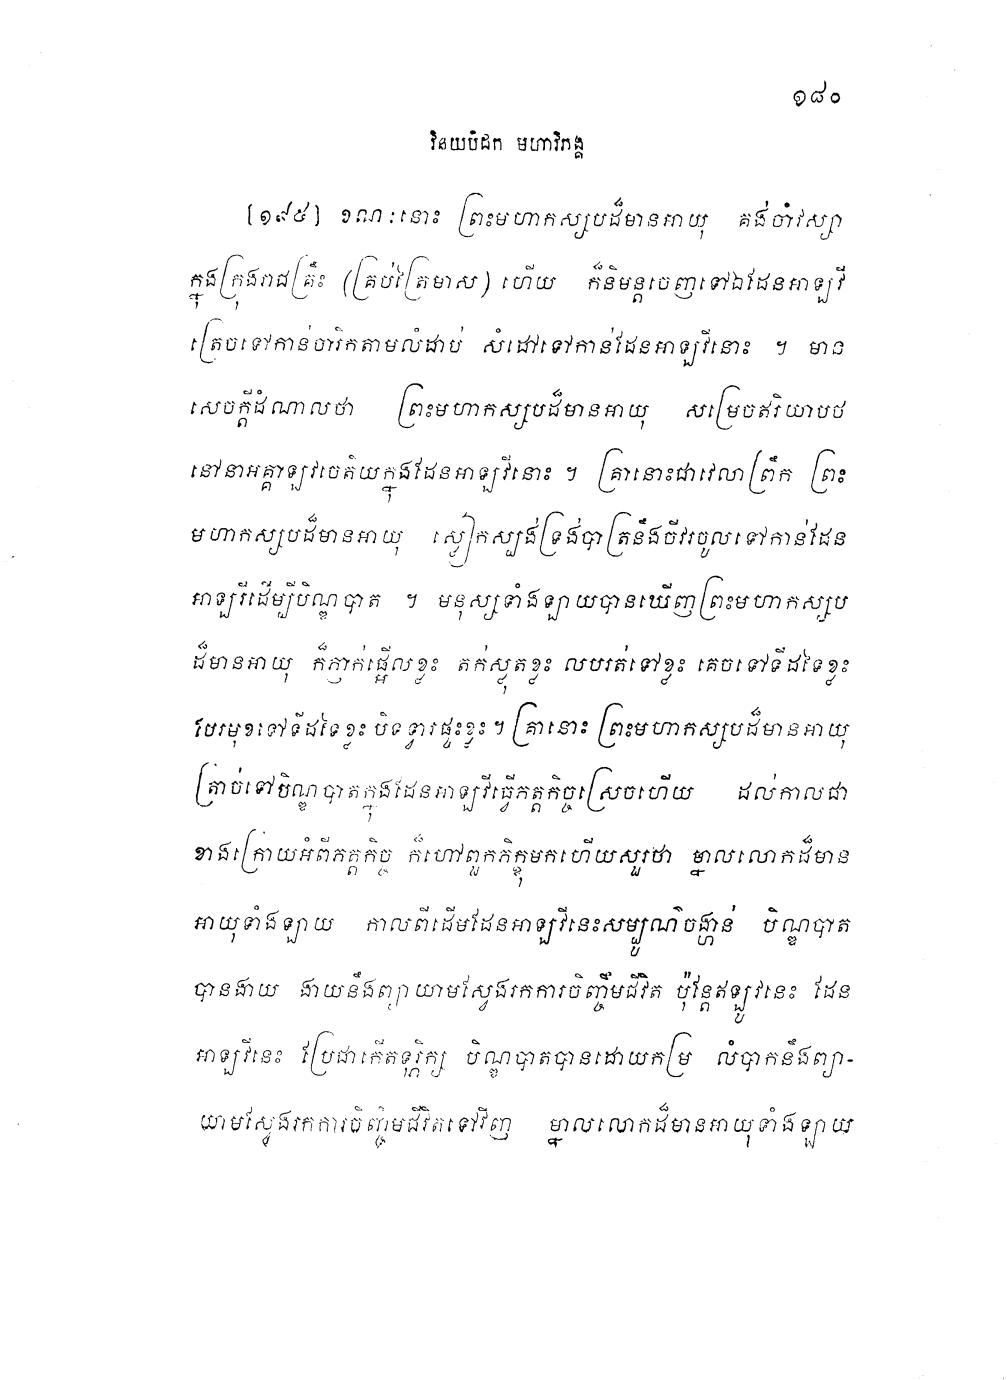 ១៨០
វិនយបិដក មហាវិភង្គ
[១៩៥] ខណៈនោះ ព្រះមហាកស្សបដ៏មានអាយុ គង់ចាំវស្សា
ក្នុងក្រុងរាជគ្រឹះ (គ្រប់ត្រៃមាស) ហើយ ក៏និមន្តចេញទៅឯដែនអាឡវី
ត្រេចទៅកាន់ចារិកតាមលំដាប់ សំដៅទៅកាន់ដែនអាឡវីនោះ ។ មាន
សេចក្តីដំណាលថា ព្រះមហាកស្សបដ៏មានអាយុ សម្រេចឥរិយាបថ
នៅនាអគ្គាឡវចេតិយក្នុងដែនអាឡវីនោះ ។ គ្រានោះជាវេលាព្រឹក ព្រះ
មហាកស្សបដ៏មានអាយុ ស្លៀកស្បង់ទ្រង់បាត្រនឹងចីវរចូលទៅកាន់ដែន
អាឡវីដើម្បីបិណ្ឌបាត ។ មនុស្សទាំងឡាយបានឃើញព្រះមហាកស្សប
ដ៏មានអាយុ ក៏ភ្ញាក់ផ្អើលខ្លះ តក់ស្លុតខ្លះ លបរត់ទៅខ្លះ គេចទៅទីដទៃខ្លះ
បែរមុខទៅទីដទៃខ្លះ បិទទ្វារផ្ទះខ្លះ ។ គ្រានោះ ព្រះមហាកស្សបដ៏មានអាយុ
ត្រាច់ទៅបិណ្ឌបាតក្នុងដែនអាឡវីធ្វើភត្តកិច្ចស្រេចហើយ ដល់កាលជា
ខាងក្រោយអំពីភត្តកិច្ច ក៏ហៅពួកភិក្ខុមកហើយសួរថា ម្នាលលោកដ៏មាន
អាយុទាំងឡាយ កាលពីដើមដែនអាឡវីនេះសម្បូណ៌ចង្ហាន់ បិណ្ឌបាត
បានងាយ ងាយនឹងព្យាយាមស្វែងរកការចិញ្ចឹមជីវិត ប៉ុន្តែឥឡូវនេះ ដែន
អាឡវីនេះ ប្រែជាកើតទុរ្ភិក្ស បិណ្ឌបាតបានដោយកម្រ លំបាកនឹងព្យា-
យាមស្វែងរកការចិញ្ចឹមជីវិតទៅវិញ ម្នាលលោកដ៏មានអាយុទាំងឡាយ